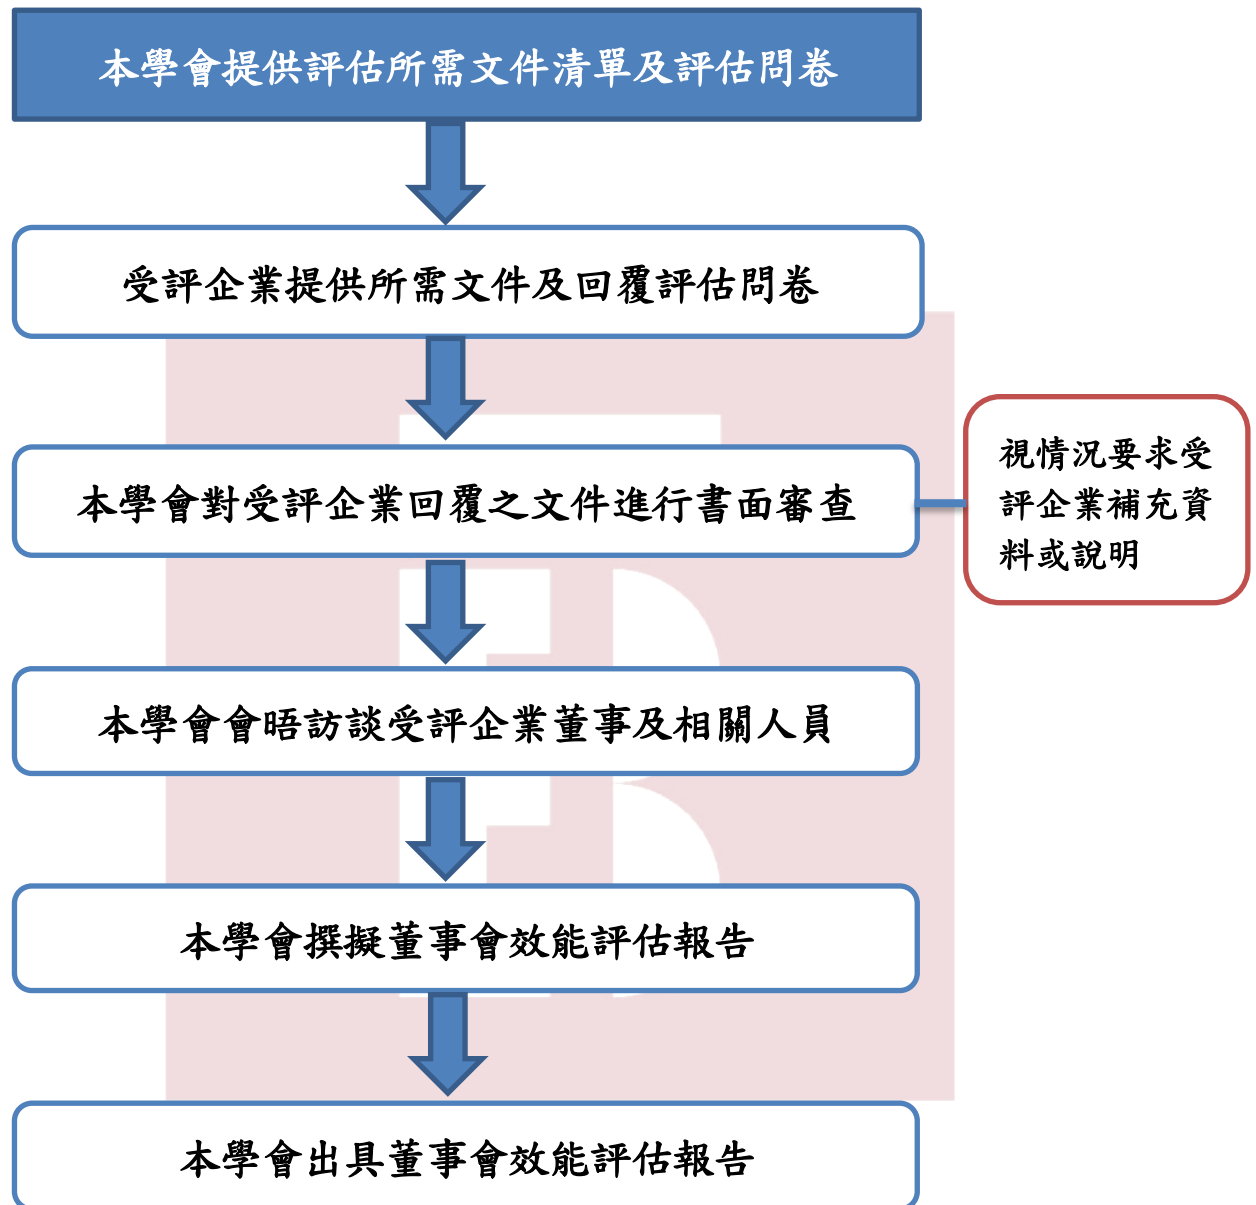 本學會提供評估所需文件清單及評估問卷
受評企業提供所需文件及回覆評估問卷
本學會對受評企業回覆之文件進行書面審查
視情況要求受
評企業補充資
料或說明
本學會會晤訪談受評企業董事及相關人員
本學會撰擬董事會效能評估報告
本學會出具董事會效能評估報告